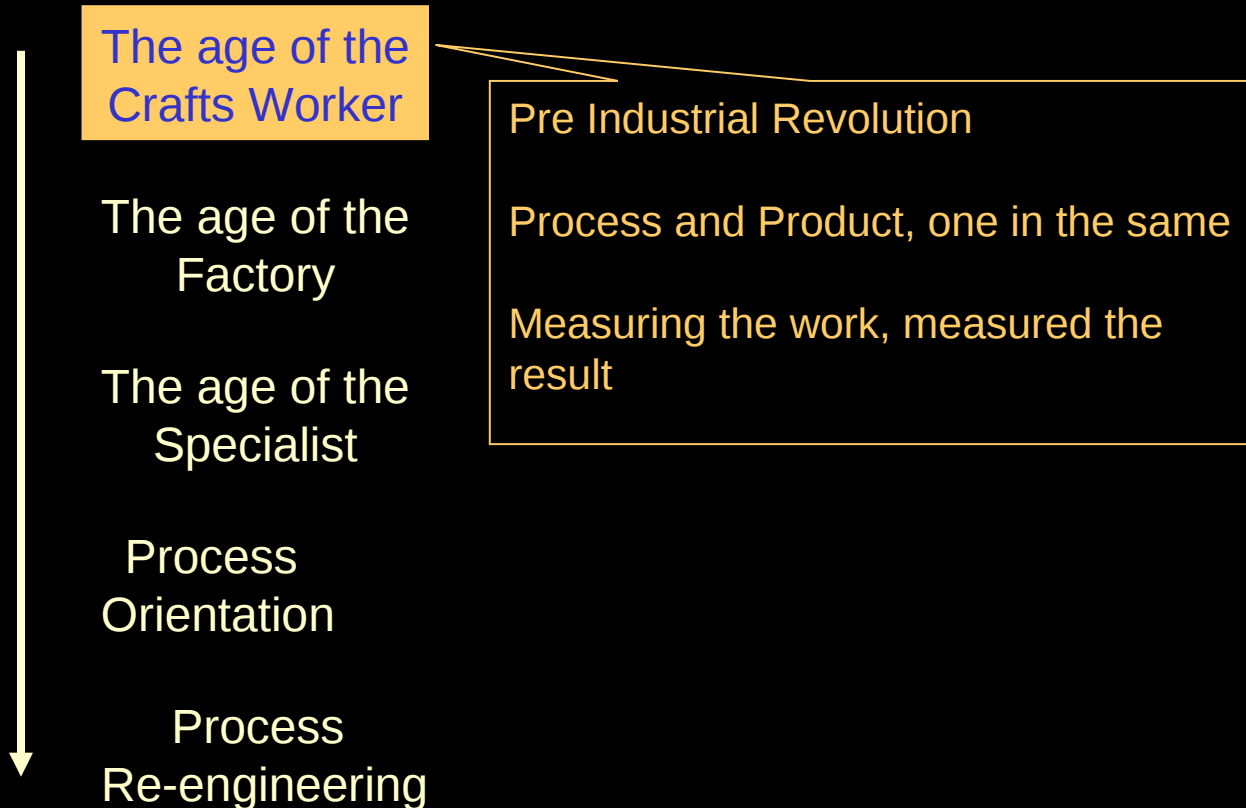 The age of the
Crafts Worker
Pre Industrial Revolution
Process and Product, one in the same
Measuring the work, measured the
result
The age of the
Factory
The age of the
Specialist
Process
Orientation
Process
Re-engineering